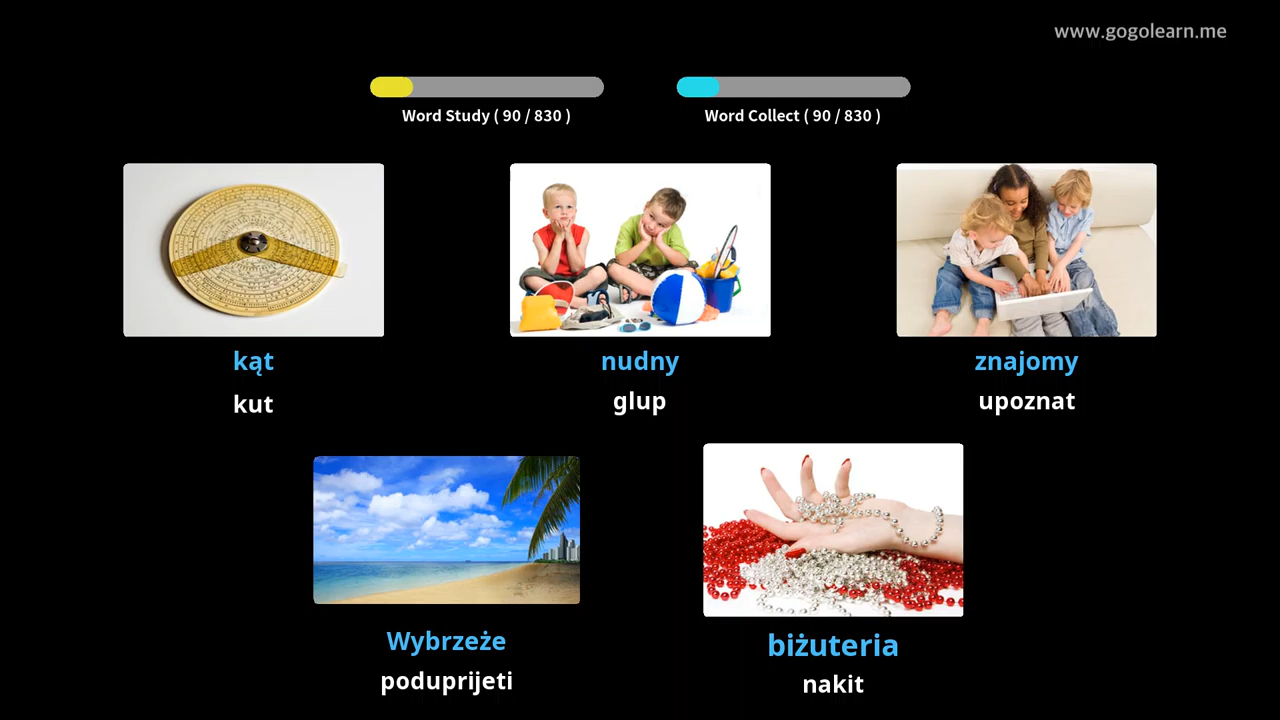 www.gogolearn.me
Word Study ( 90 / 830 )
Word Collect ( 90 / 830 )
kąt
kut
nudny
glup
znajomy
upoznat
Wybrzeże
poduprijeti
biżuteria
nakit